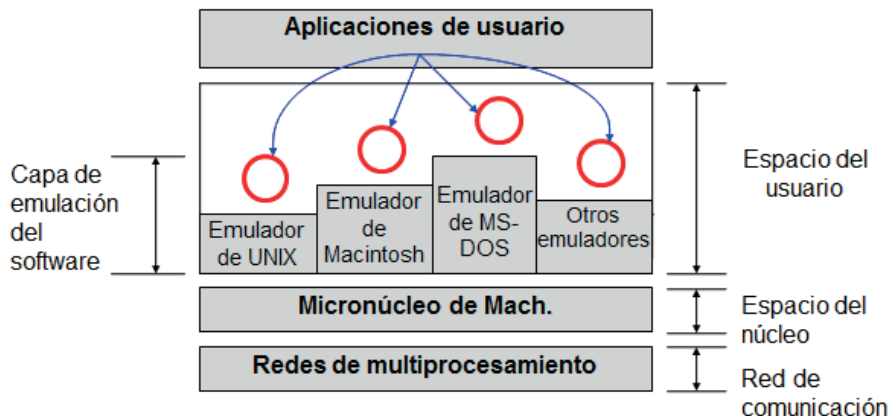 Aplicaciones de usuario
Capa de
emulación
del
software
Emulador
de UNIX
Emulador
de
Macintosh
Emulador
de MS-
DOS
Otros
emuladores
Espacio del
usuario
Micronúcleo de Mach.
Espacio del
núcleo
Redes de multiprocesamiento
Red de
comunicación